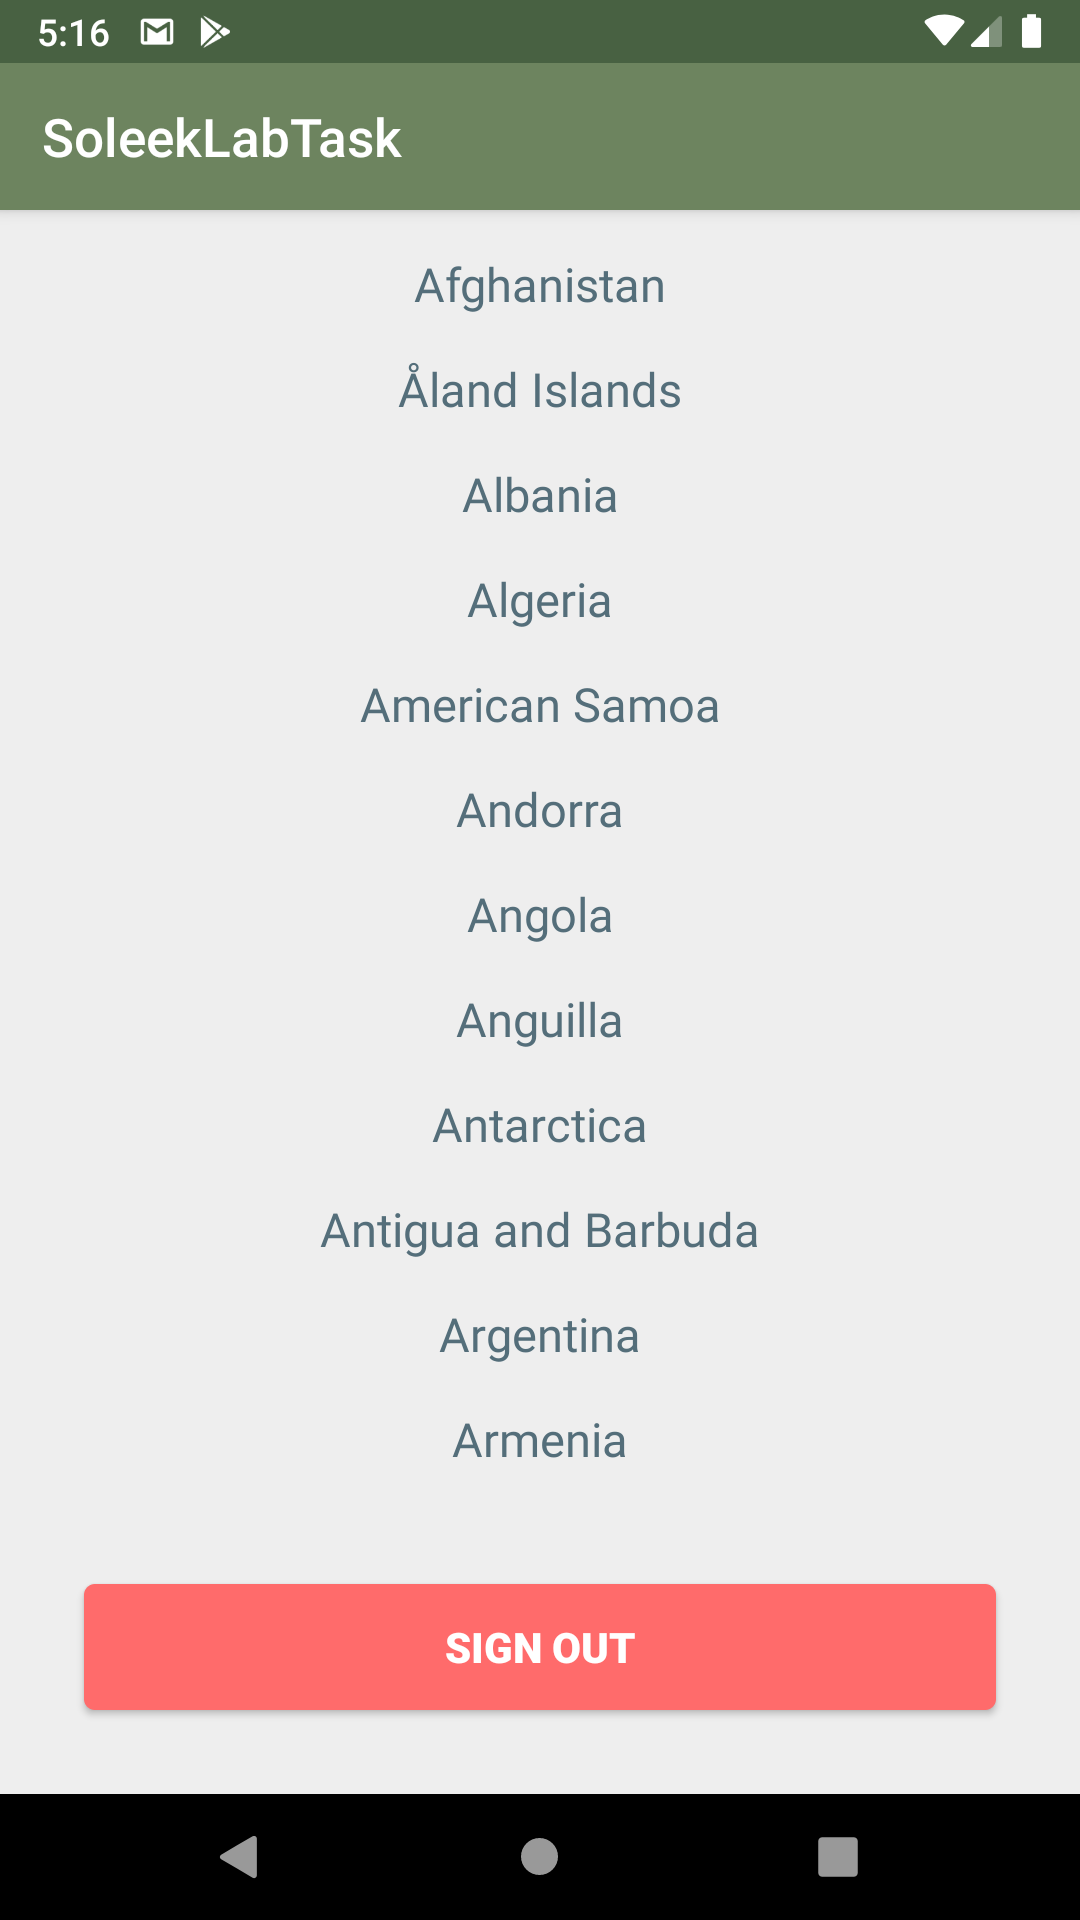 5:16
SoleekLabTask
Afghanistan
Åland Islands
Albania
Algeria
American Samoa
Andorra
Angola
Anguilla
Antarctica
Antigua and Barbuda
Argentina
Armenia
SIGN OUT